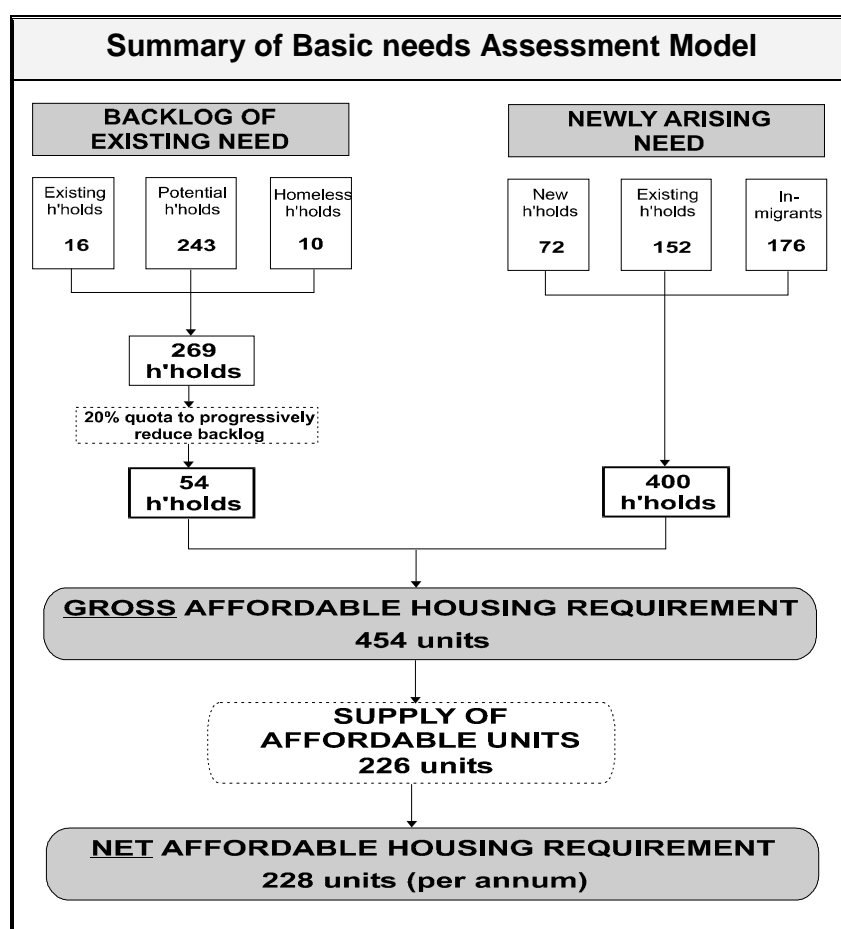 Summary of Basic needs Assessment Model
BACKLOG OF
EXISTING NEED
NEWLY ARISING
NEED
Existing
h'holds
16
Potential
h'holds
243
Homeless
h'holds
10
New
h'holds
72
Existing
h'holds
152
In-
migrants
176
269
h'holds
20% quota to progressively
reduce backlog
54
h'holds
400
h'holds
GROSS AFFORDABLE HOUSING REQUIREMENT
454 units
SUPPLY OF
AFFORDABLE UNITS
226 units
NET AFFORDABLE HOUSING REQUIREMENT
228 units (per annum)